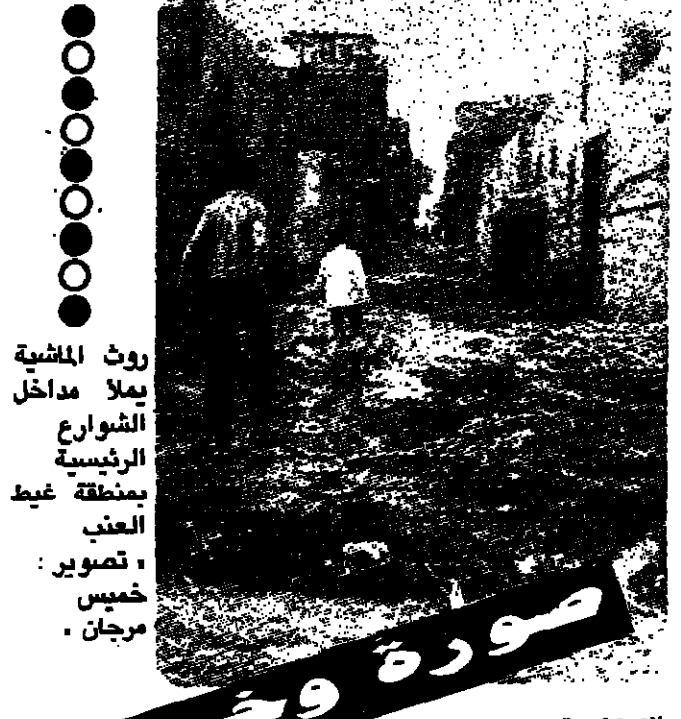 روث الماشية
يملأ مداخل
الشوارع
الرئيسية
بمنطقة غيط
العنب
« تصوير :
خميس
مرجان »
صورة